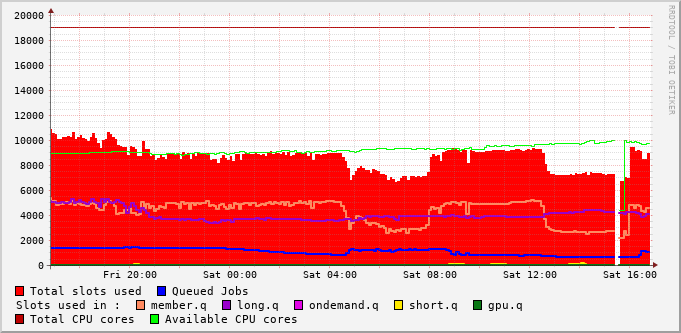 RRDTOOL / TOBI OETIKER
20000
18000
16000
14000
12000
10000
8000
6000
4000
2000
0
Fri 20:00 Sat 00:00 Sat 04:00 Sat 08:00 Sat 12:00 Sat 16:00
Total slots used Queued Jobs
Slots used in : member.q long.q ondemand.q short.q gpu.q
Total CPU cores Available CPU cores